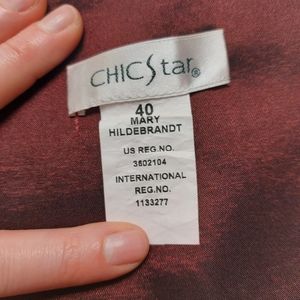 CHICStar®
40
MARY
HILDEBRANDT
US REG.NO.
3602104
INTERNATIONAL
REG.NO.
1133277